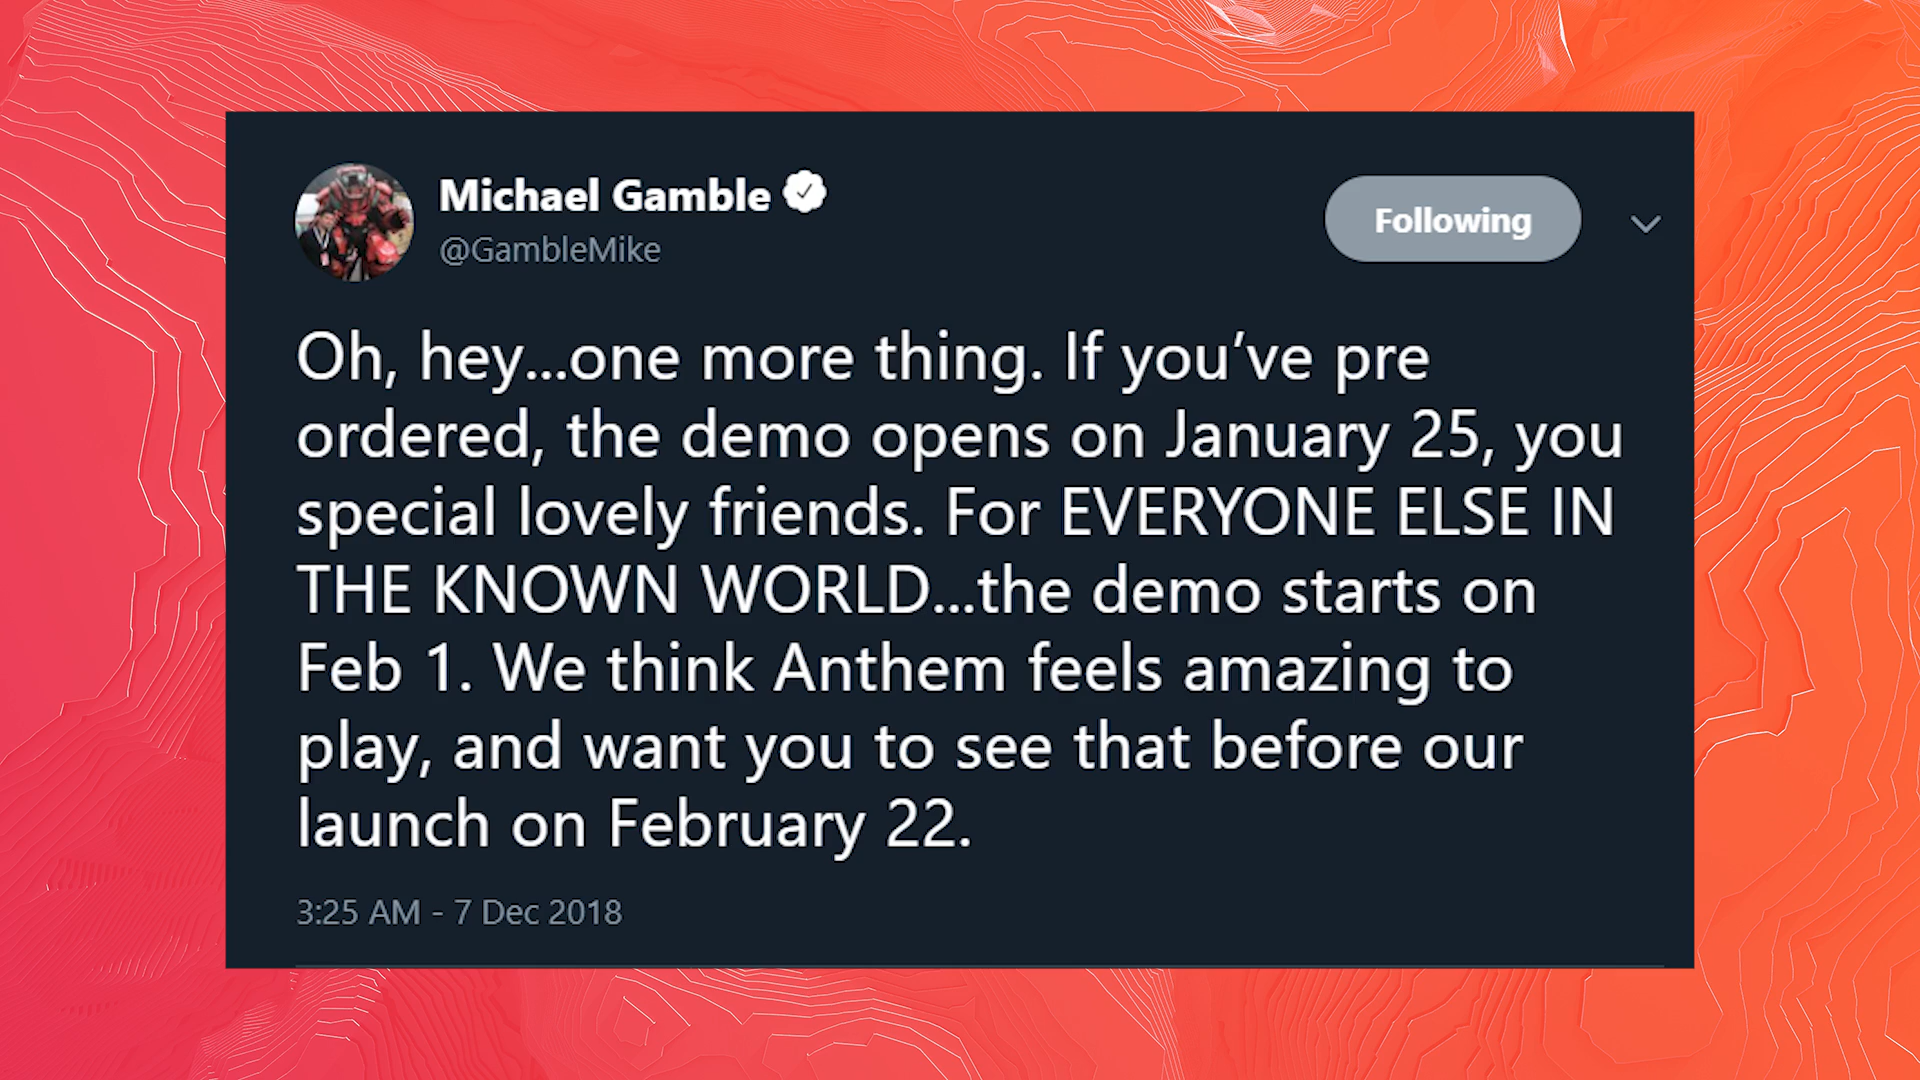 Michael Gamble
@GambleMike
Following
Oh, hey...one more thing. If you’ve pre
ordered, the demo opens on January 25, you
special lovely friends. For EVERYONE ELSE IN
THE KNOWN WORLD...the demo starts on
Feb 1. We think Anthem feels amazing to
play, and want you to see that before our
launch on February 22.
3:25 AM - 7 Dec 2018